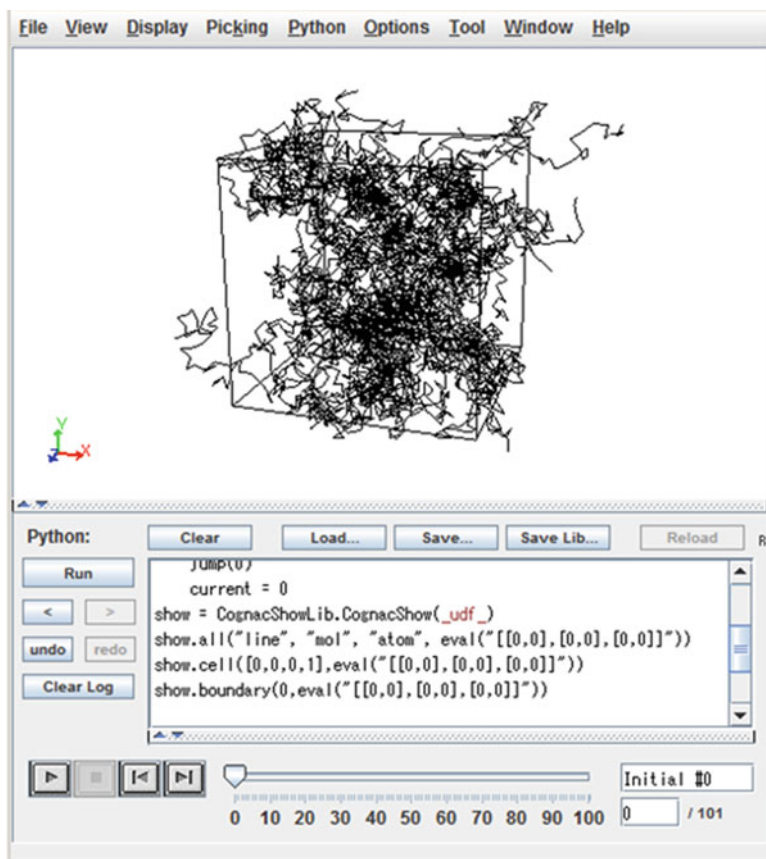 File View Display Picking Python Options Tool Window Help
Y
Z X
Python: Clear Load... Save... Save Lib... Reload R
Run
< >
undo redo
Clear Log
jump(0)
current = 0
show = CognacShowLib.CognacShow(_udf_)
show.all("line", "mol", "atom", eval("[[0,0],[0,0],[0,0]]"))
show.cell([0,0,0,1],eval("[[0,0],[0,0],[0,0]]"))
show.boundary(0,eval("[[0,0],[0,0],[0,0]]"))
Initial #0
0 10 20 30 40 50 60 70 80 90 100
0 / 101